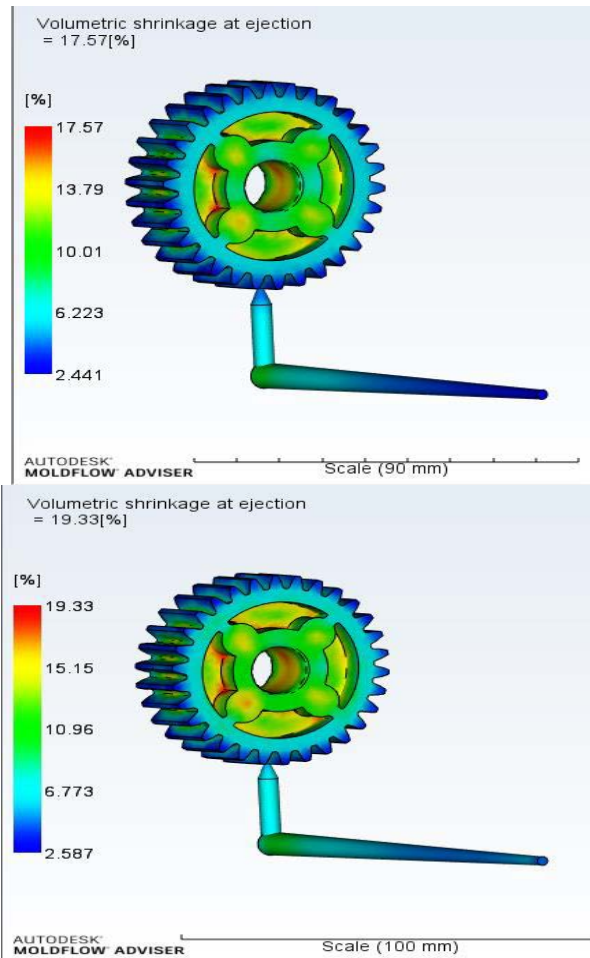 Volumetric shrinkage at ejection
= 17.57[%]
[%]
17.57
13.79
10.01
6.223
2.441
AUTODESK®
MOLDFLOW® ADVISER
Scale (90 mm)
Volumetric shrinkage at ejection
= 19.33[%]
[%]
19.33
15.15
10.96
6.773
2.587
AUTODESK®
MOLDFLOW® ADVISER
Scale (100 mm)